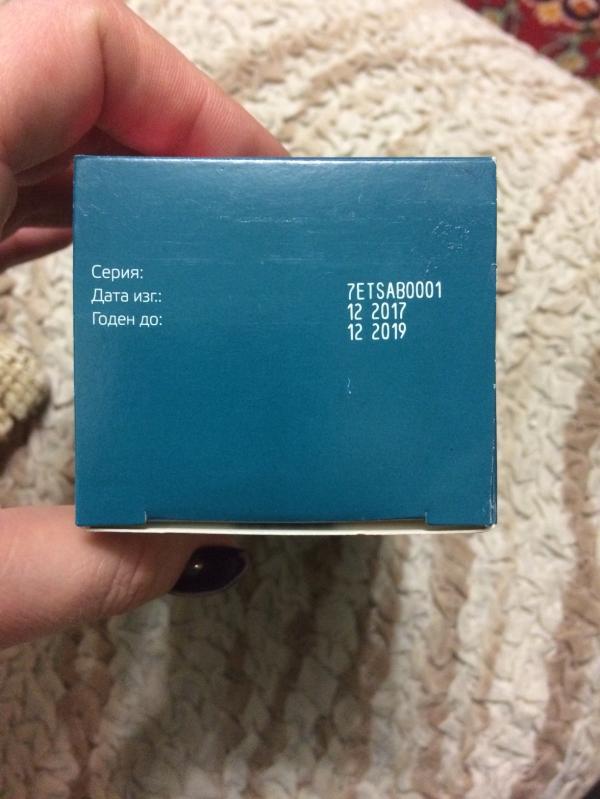 Серия:
Дата изг.:
Годен до:
7ETSAB0001
12 2017
12 2019